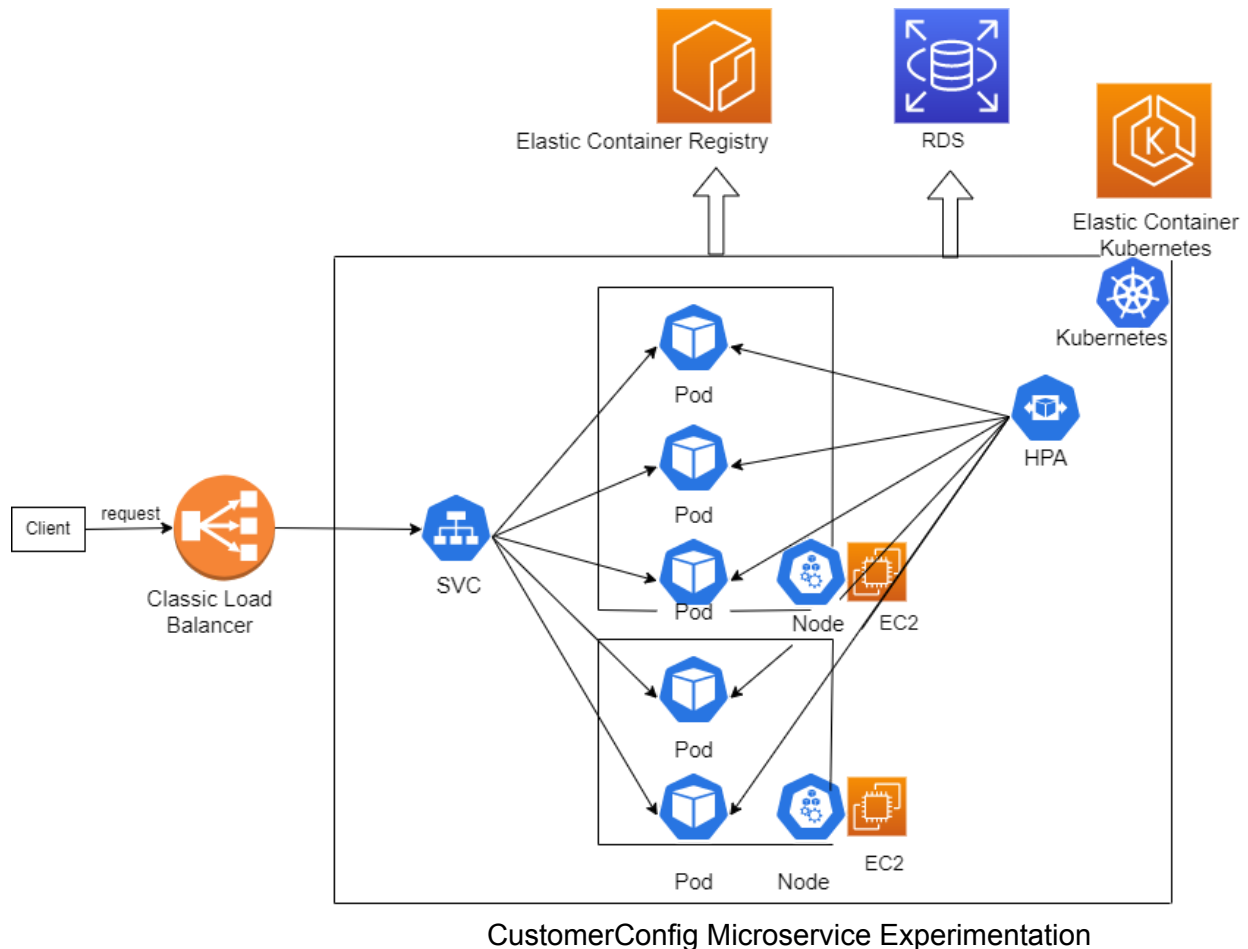 Elastic Container Registry
RDS
Elastic Container
Kubernetes
K
Kubernetes
Pod
HPA
Pod
Client
request
Classic Load
Balancer
SVC
Pod
Node
EC2
Pod
Pod
Node
EC2
CustomerConfig Microservice Experimentation